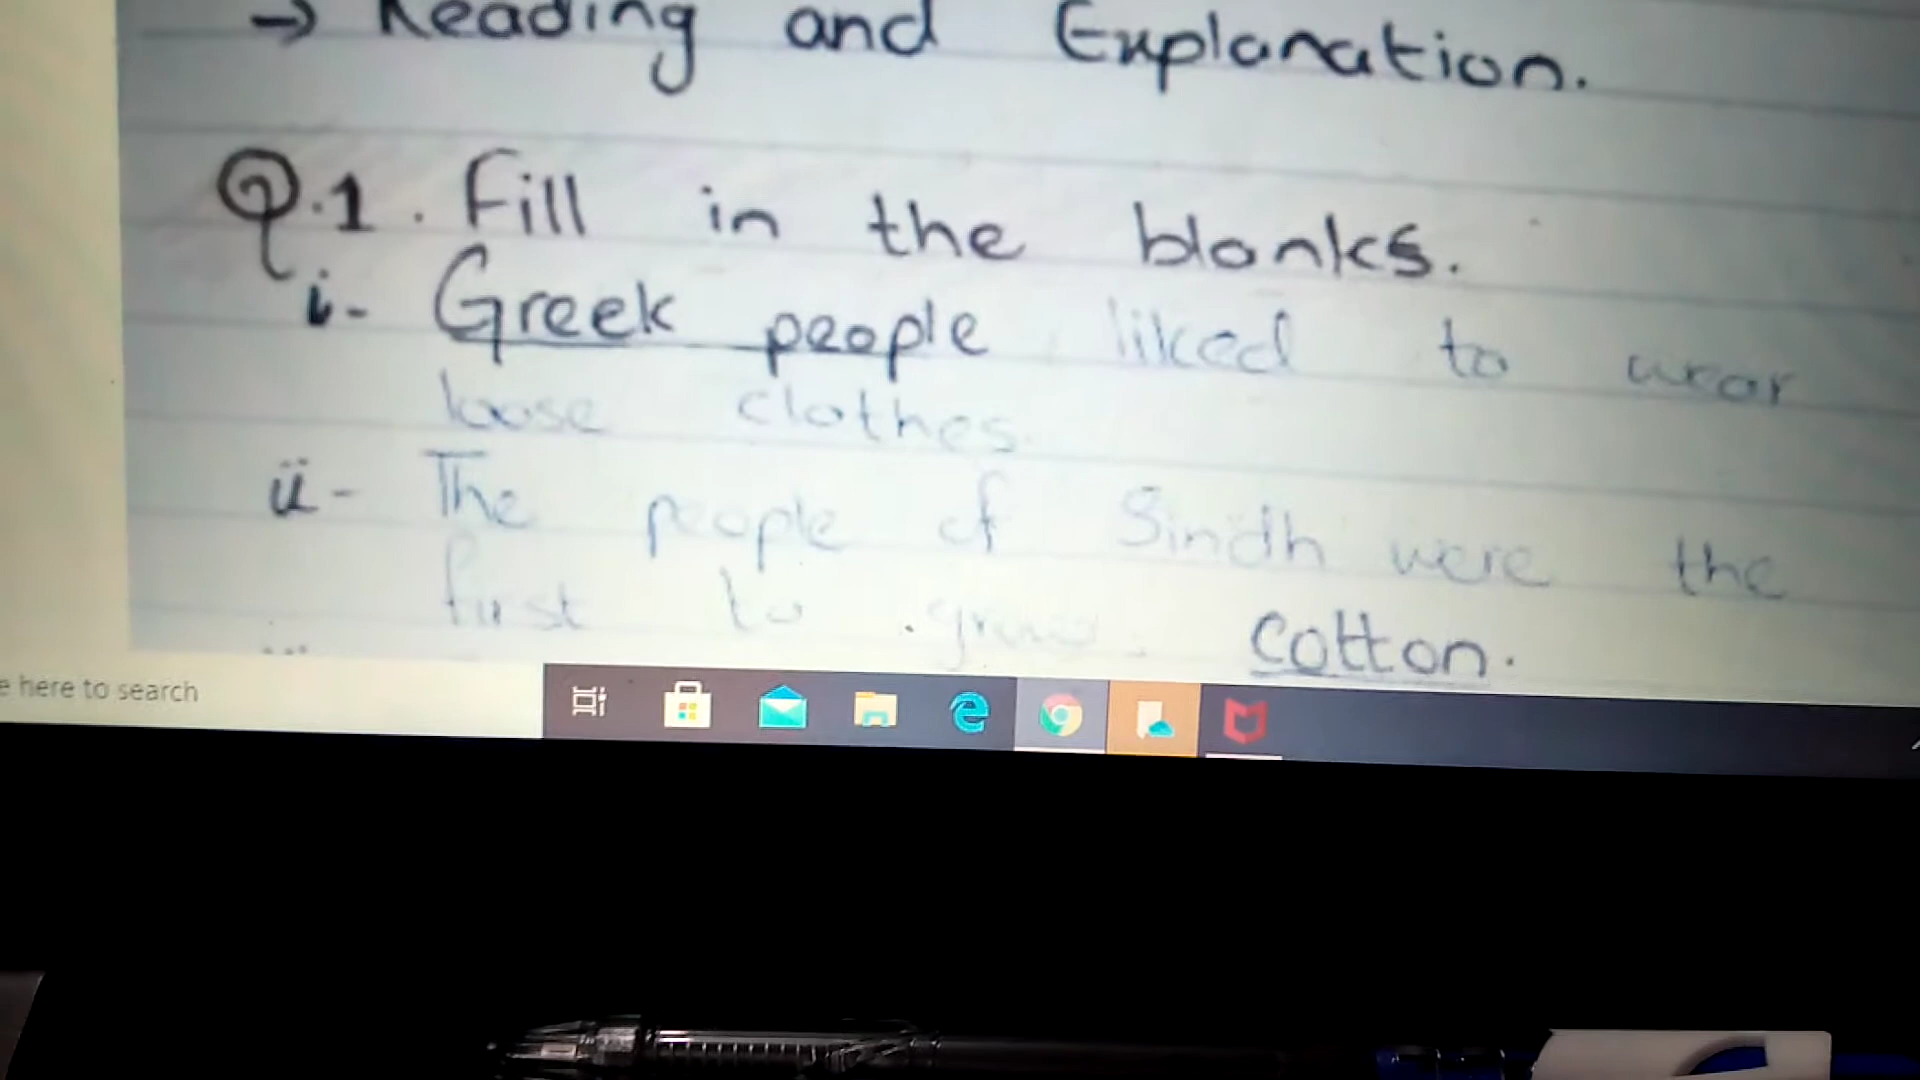 → Reading and Explanation.
Q.1. Fill in the blanks.
i- Greek people liked to wear
loose clothes.
ii- The people of Sindh were the
first to grow cotton.
e here to search